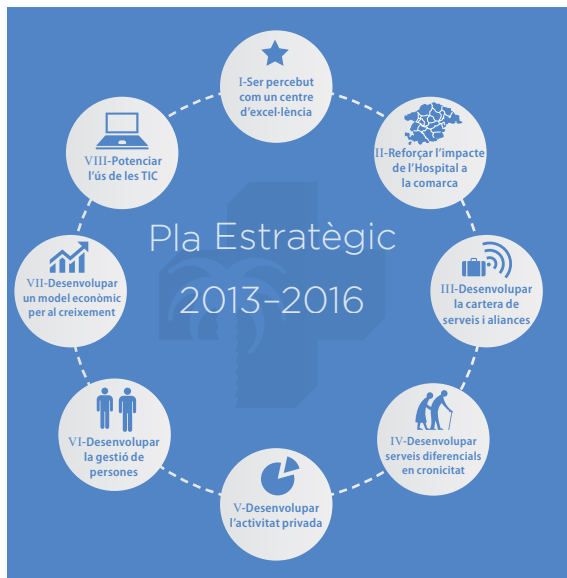 I-Ser percebut
com un centre
d'excel·lència
II-Reforçar l'impacte
de l'Hospital a
la comarca
III-Desenvolupar
la cartera de
serveis i aliances
IV-Desenvolupar
serveis diferencials
en cronicitat
V-Desenvolupar
l'activitat privada
VI-Desenvolupar
la gestió de
persones
VII-Desenvolupar
un model econòmic
per al creixement
VIII-Potenciar
l'ús de les TIC
Pla Estratègic
2013-2016